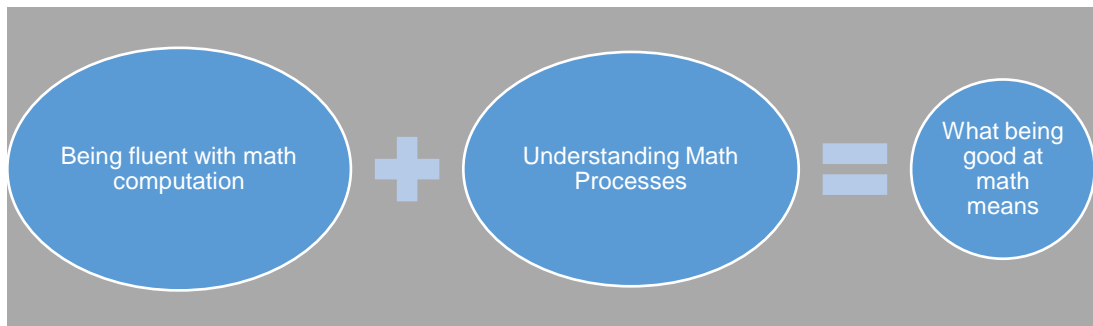 Being fluent with math
computation
Understanding Math
Processes
What being
good at
math
means